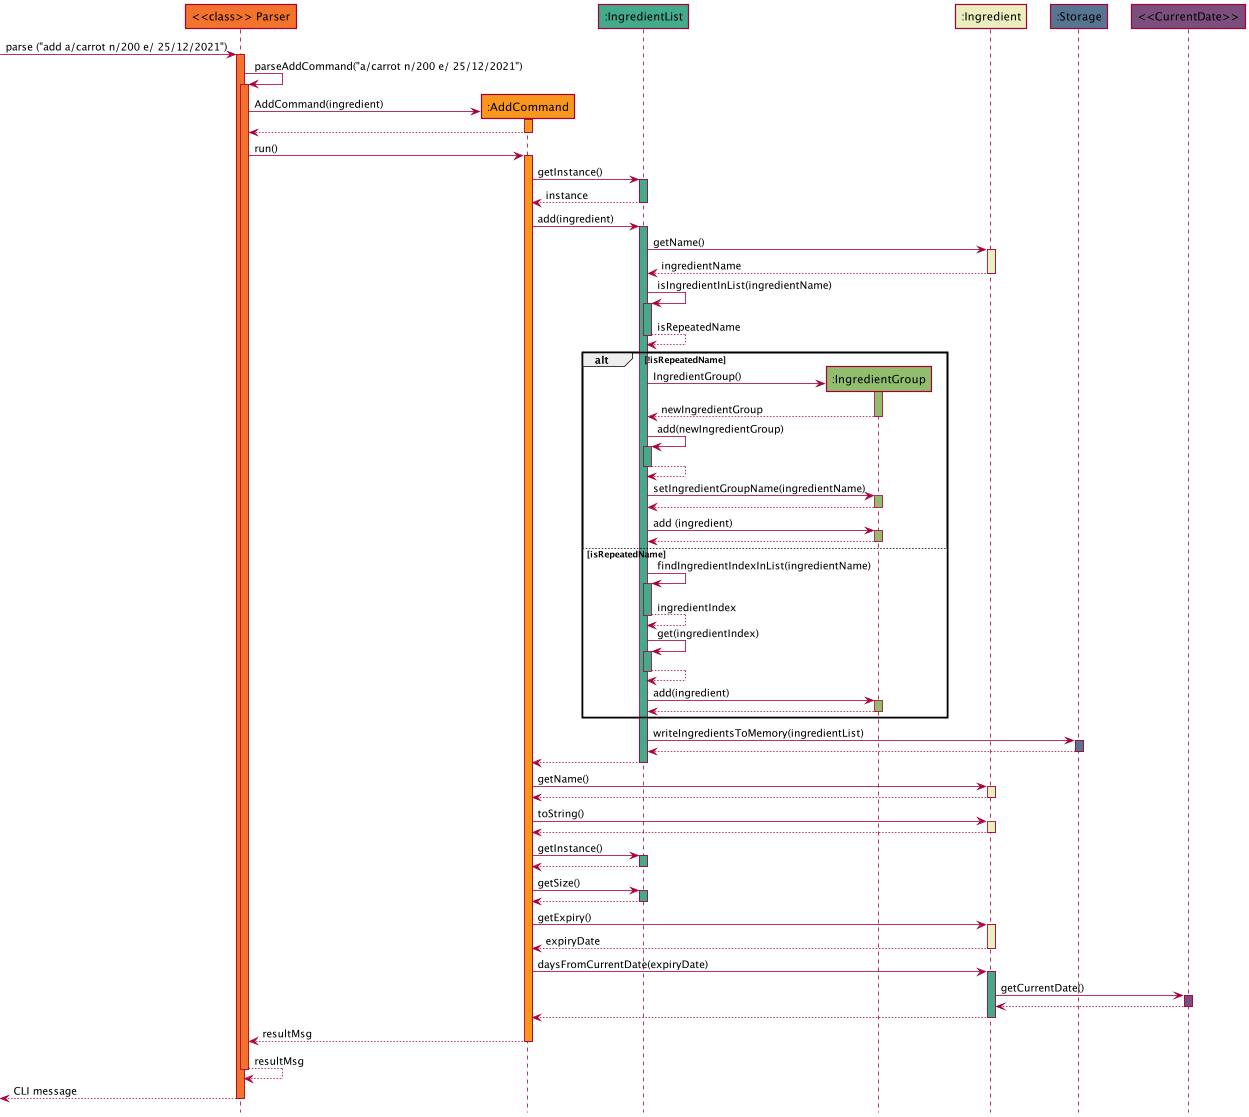 <<class>> Parser
:IngredientList
:Ingredient
:Storage
<<CurrentDate>>
parse ("add a/carrot n/200 e/ 25/12/2021")
parseAddCommand("a/carrot n/200 e/ 25/12/2021")
AddCommand(ingredient)
:AddCommand
run()
getInstance()
instance
add(ingredient)
getName()
ingredientName
isIngredientInList(ingredientName)
isRepeatedName
alt
[!isRepeatedName]
IngredientGroup()
:IngredientGroup
newIngredientGroup
add(newIngredientGroup)
setIngredientGroupName(ingredientName)
add (ingredient)
[isRepeatedName]
findIngredientIndexInList(ingredientName)
ingredientIndex
get(ingredientIndex)
add(ingredient)
writeIngredientsToMemory(ingredientList)
getName()
toString()
getInstance()
getSize()
getExpiry()
expiryDate
daysFromCurrentDate(expiryDate)
getCurrentDate()
resultMsg
resultMsg
CLI message